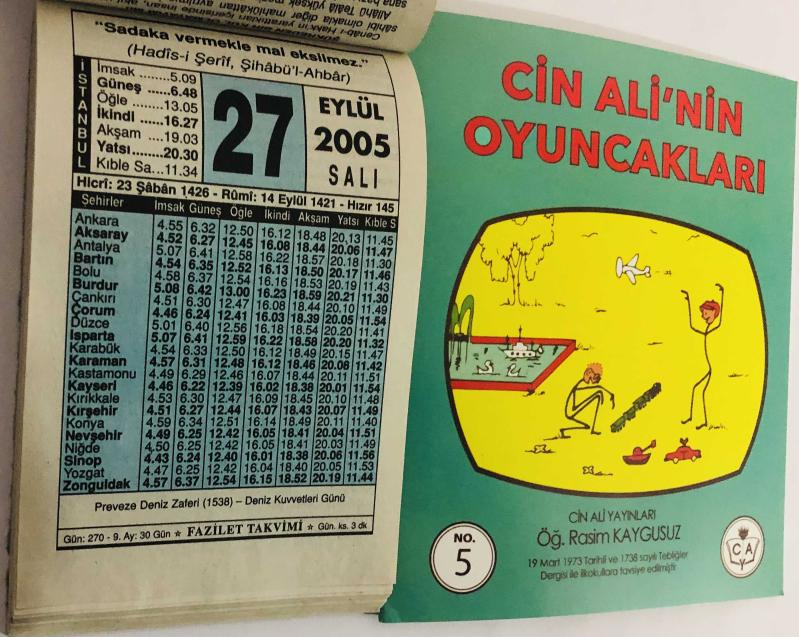 "Sadaka vermekle mal eksilmez."
(Hadîs-i Şerîf, Şihâbü'l-Ahbâr)
İSTANBUL
İmsak ........5.09
Güneş ......6.48
Öğle ........13.05
İkindi ......16.27
Akşam .....19.03
Yatsı........20.30
Kıble Sa...11.34
27
EYLÜL
2005
SALI
Hicrî: 23 Şâbân 1426 - Rûmî: 14 Eylül 1421 - Hızır 145
Şehirler İmsak Güneş Öğle İkindi Akşam Yatsı Kıble S
Ankara 4.55 6.32 12.50 16.12 18.48 20.13 11.45
Aksaray 4.52 6.27 12.45 16.08 18.44 20.06 11.47
Antalya 5.07 6.41 12.58 16.22 18.57 20.18 11.30
Bartın 4.54 6.35 12.52 16.13 18.50 20.17 11.46
Bolu 4.58 6.37 12.54 16.16 18.53 20.19 11.43
Burdur 5.08 6.42 13.00 16.23 18.59 20.21 11.30
Çankırı 4.51 6.30 12.47 16.08 18.44 20.10 11.49
Çorum 4.46 6.24 12.41 16.03 18.39 20.05 11.54
Düzce 5.01 6.40 12.56 16.18 18.54 20.20 11.41
Isparta 5.07 6.41 12.59 16.22 18.58 20.20 11.32
Karabük 4.54 6.33 12.50 16.12 18.49 20.15 11.47
Karaman 4.57 6.31 12.48 16.12 18.46 20.08 11.42
Kastamonu 4.49 6.29 12.46 16.07 18.44 20.11 11.51
Kayseri 4.46 6.22 12.39 16.02 18.38 20.01 11.54
Kırıkkale 4.53 6.30 12.47 16.09 18.45 20.10 11.48
Kırşehir 4.51 6.27 12.44 16.07 18.43 20.07 11.49
Konya 4.59 6.34 12.51 16.14 18.49 20.11 11.40
Nevşehir 4.49 6.25 12.42 16.05 18.41 20.04 11.51
Niğde 4.50 6.25 12.42 16.05 18.41 20.03 11.49
Sinop 4.43 6.24 12.40 16.01 18.38 20.06 11.56
Yozgat 4.47 6.25 12.42 16.04 18.40 20.05 11.53
Zonguldak 4.57 6.37 12.54 16.15 18.52 20.19 11.44
Preveze Deniz Zaferi (1538) – Deniz Kuvvetleri Günü
Gün: 270 - 9. Ay: 30 Gün ★ FAZİLET TAKVİMİ ★ Gün. ks. 3 dk
CİN ALİ'NİN
OYUNCAKLARI
CİN ALİ YAYINLARI
Öğ. Rasim KAYGUSUZ
19 Mart 1973 Tarihli ve 1738 sayılı Tebliğler
Dergisi ile ilkokullara tavsiye edilmiştir
NO.
5
C A